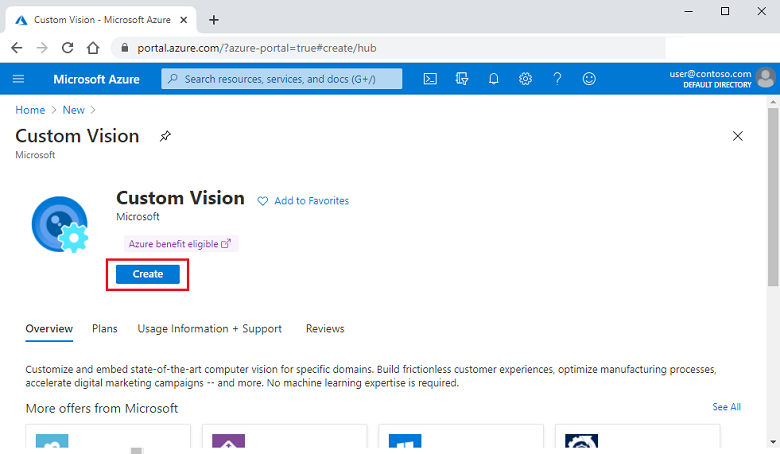 Custom Vision - Microsoft Azure
portal.azure.com/?azure-portal=true#create/hub
Microsoft Azure
Search resources, services, and docs (G+/)
user@contoso.com
DEFAULT DIRECTORY
Home > New >
Custom Vision
Microsoft
Custom Vision
Add to Favorites
Microsoft
Azure benefit eligible
Create
Overview Plans Usage Information + Support Reviews
Customize and embed state-of-the-art computer vision for specific domains. Build frictionless customer experiences, optimize manufacturing processes,
accelerate digital marketing campaigns -- and more. No machine learning expertise is required.
More offers from Microsoft
See All